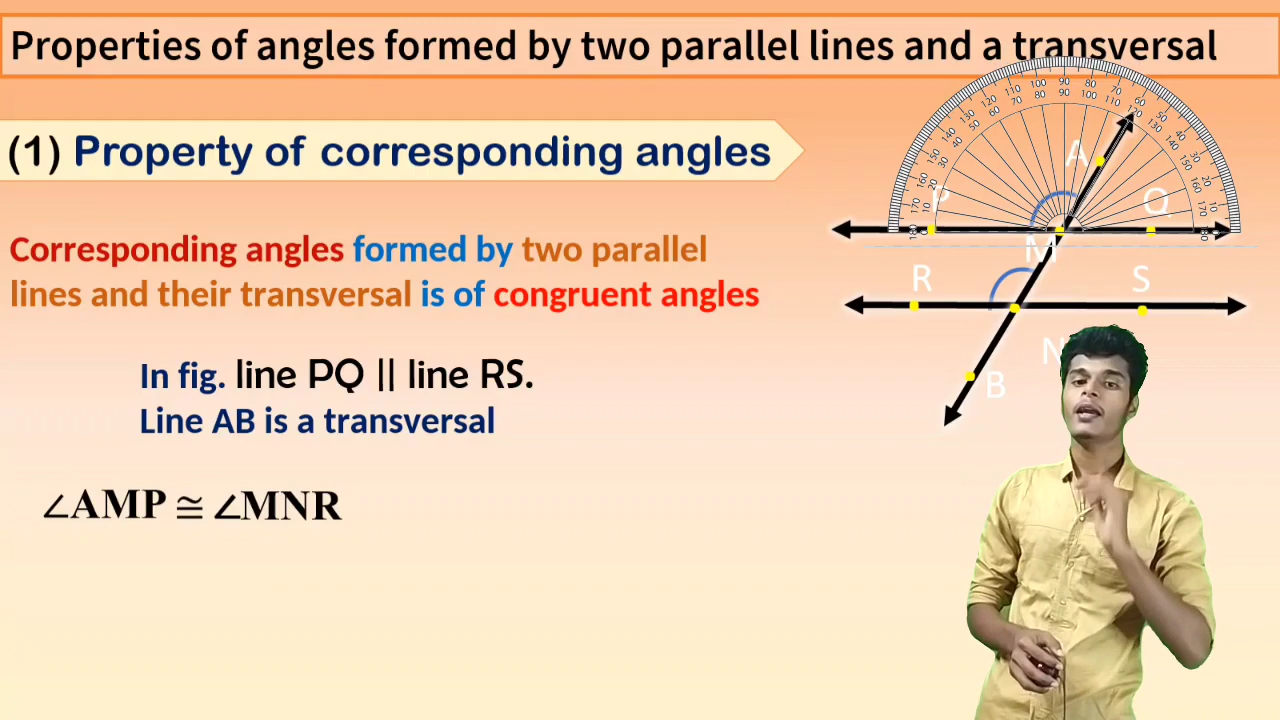 Properties of angles formed by two parallel lines and a transversal
(1) Property of corresponding angles
Corresponding angles formed by two parallel
lines and their transversal is of congruent angles
In fig. line PQ || line RS.
Line AB is a transversal
∠AMP ≅ ∠MNR
A
P
Q
M
R
S
N
B